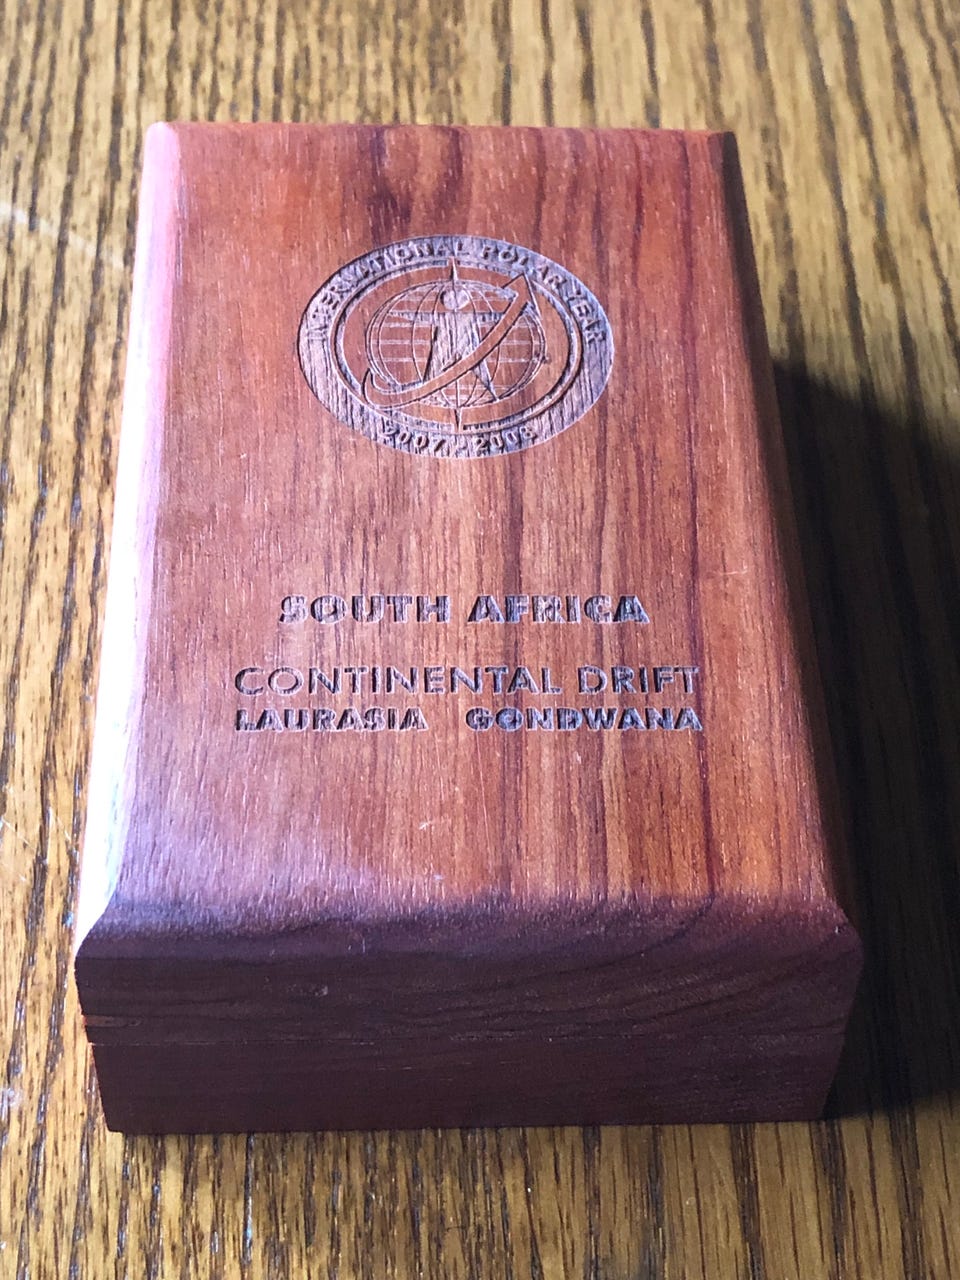 INTERNATIONAL POLAR YEAR
2007 - 2008
SOUTH AFRICA
CONTINENTAL DRIFT
LAURASIA GONDWANA